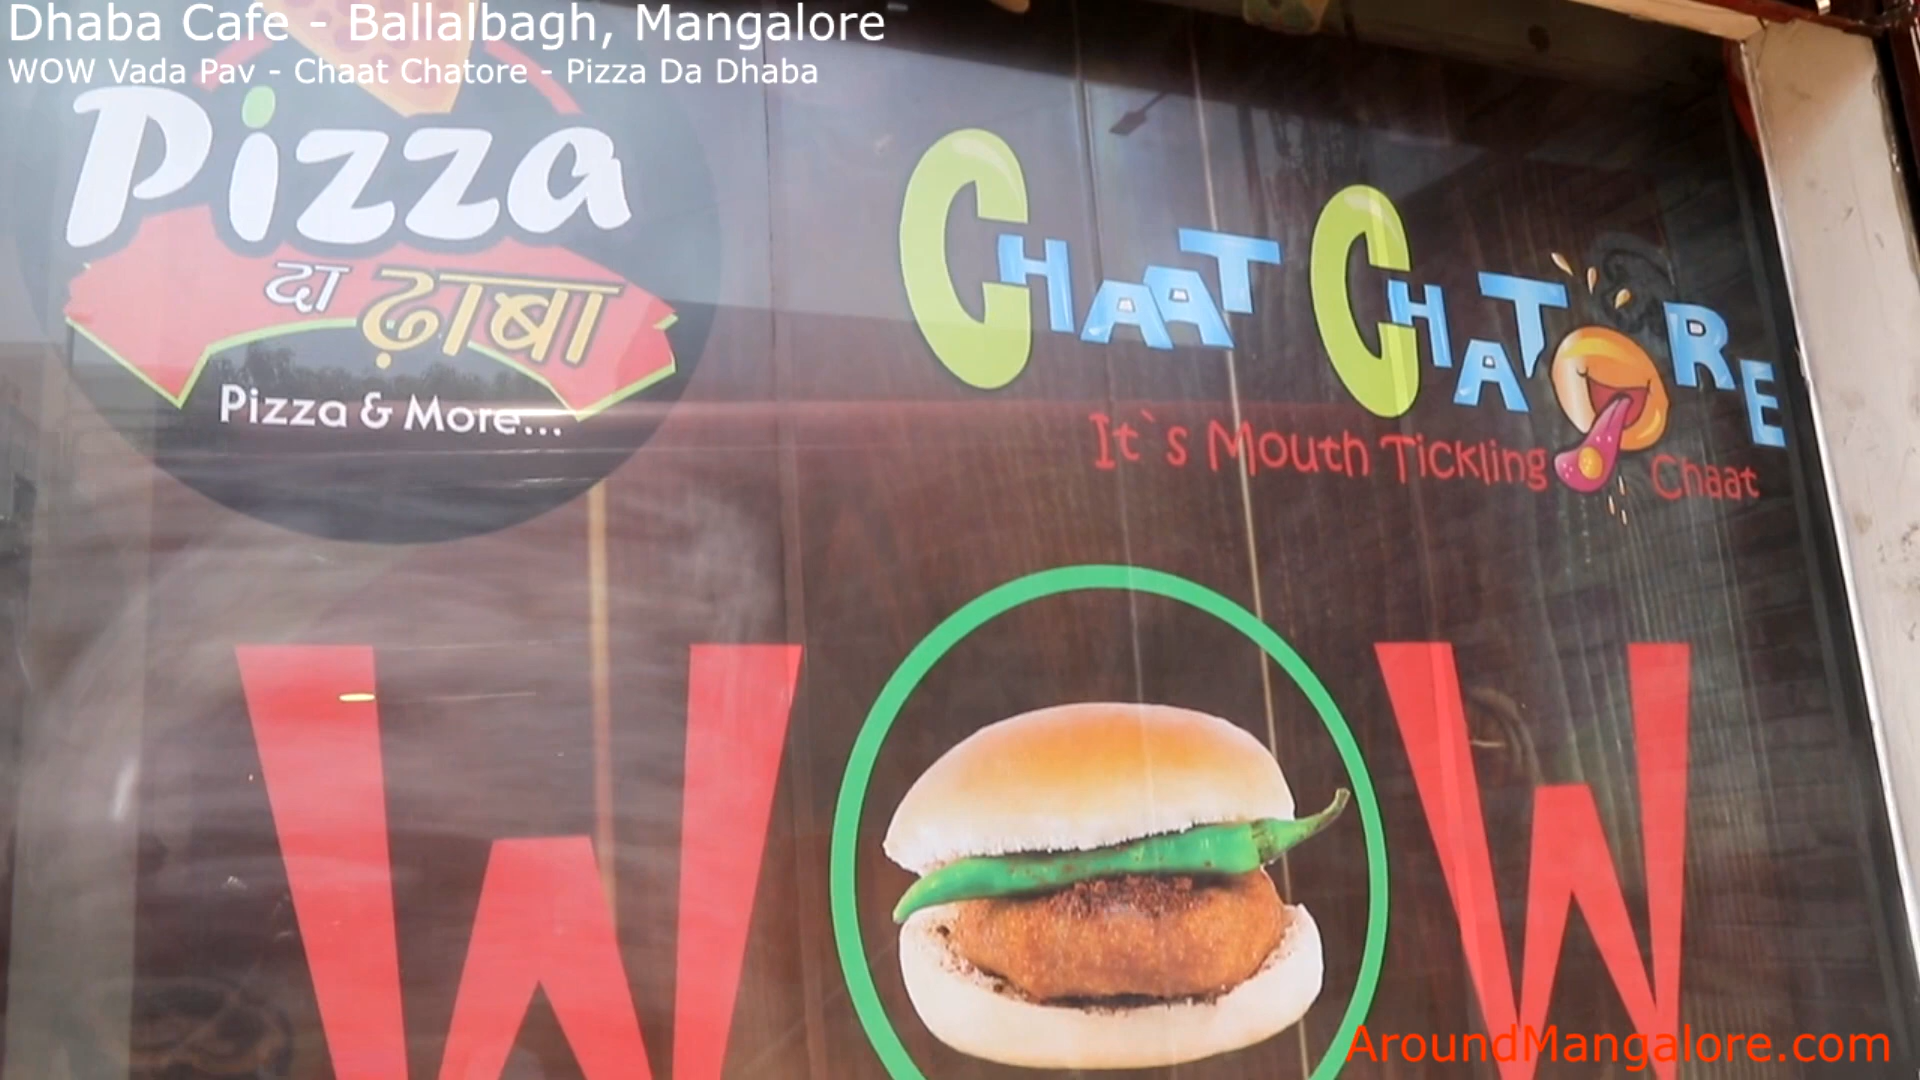 Dhaba Cafe - Ballalbagh, Mangalore
WOW Vada Pav - Chaat Chatore - Pizza Da Dhaba
Pizza
दा ढ़ाबा
Pizza & More...
CHAAT CHATORE
It`s Mouth Tickling Chaat
WOW
AroundMangalore.com